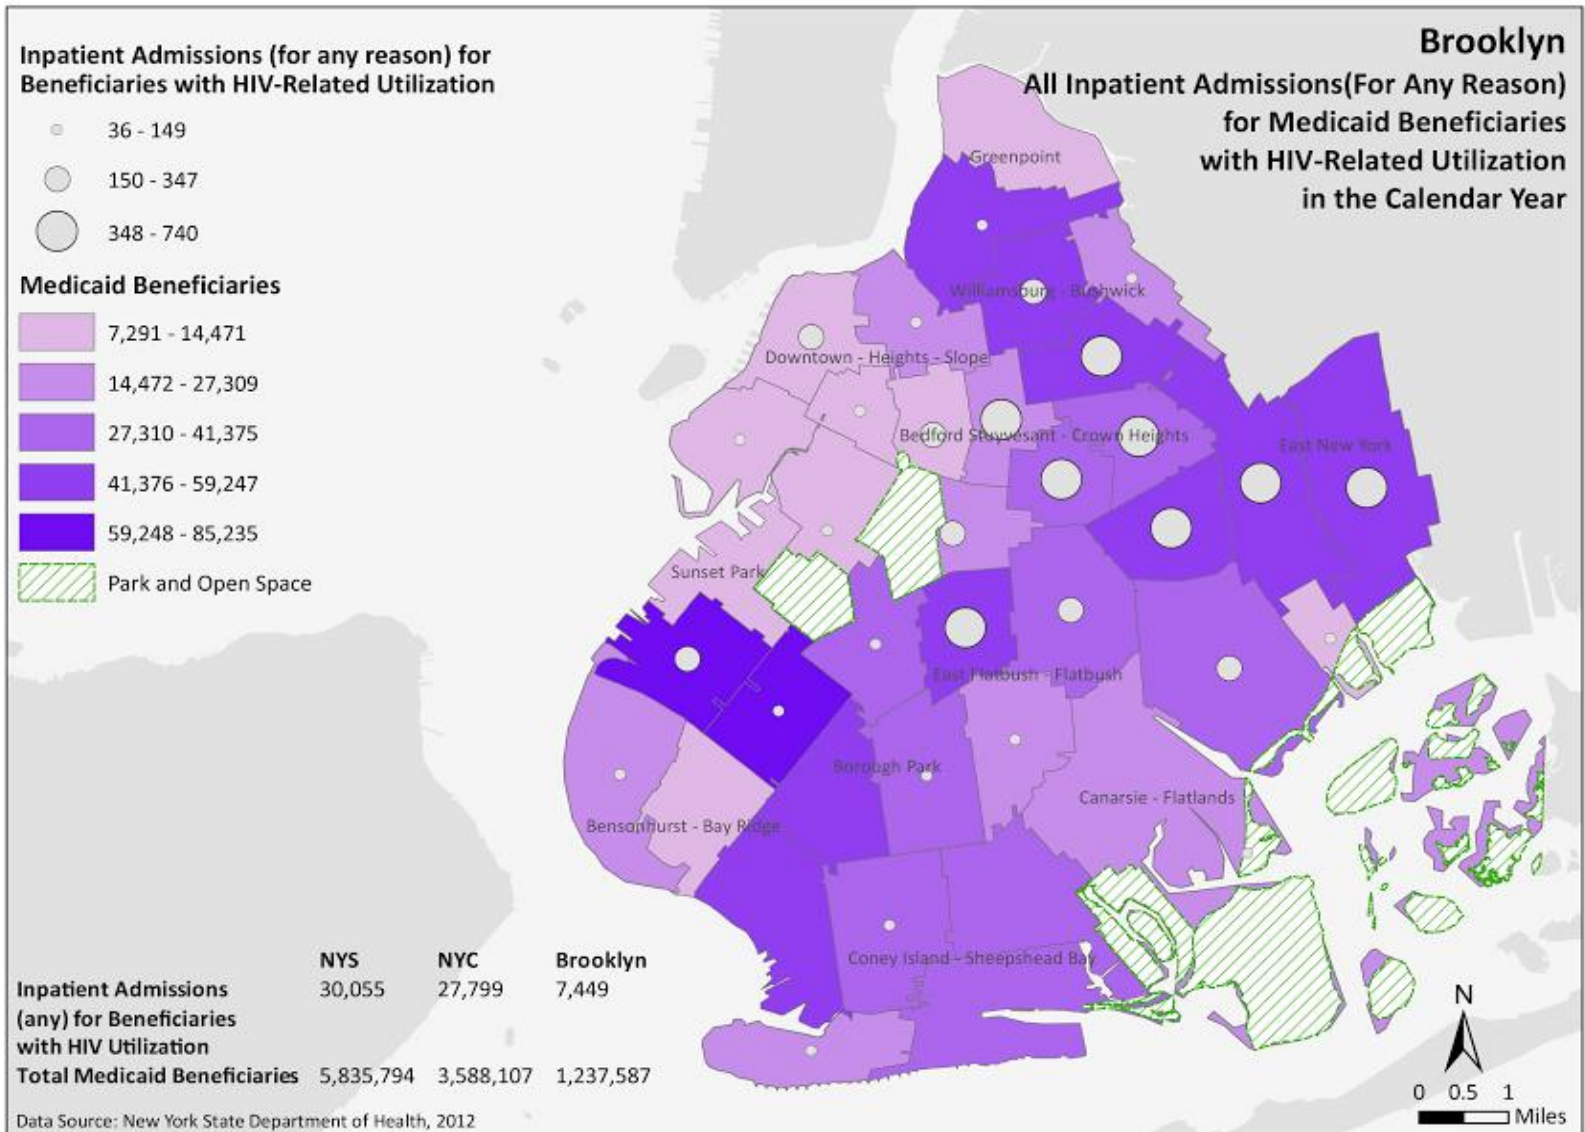 Brooklyn
All Inpatient Admissions(For Any Reason)
for Medicaid Beneficiaries
with HIV-Related Utilization
in the Calendar Year
Inpatient Admissions (for any reason) for
Beneficiaries with HIV-Related Utilization
36 - 149
150 - 347
348 - 740
Medicaid Beneficiaries
7,291 - 14,471
14,472 - 27,309
27,310 - 41,375
41,376 - 59,247
59,248 - 85,235
Park and Open Space
Greenpoint
Williamsburg - Bushwick
Downtown - Heights - Slope
Bedford Stuyvesant - Crown Heights
East New York
Sunset Park
East Flatbush - Flatbush
Borough Park
Canarsie - Flatlands
Bensonhurst - Bay Ridge
Coney Island - Sheepshead Bay
NYS NYC Brooklyn
Inpatient Admissions 30,055 27,799 7,449
(any) for Beneficiaries
with HIV Utilization
Total Medicaid Beneficiaries 5,835,794 3,588,107 1,237,587
Data Source: New York State Department of Health, 2012
N
0 0.5 1
Miles